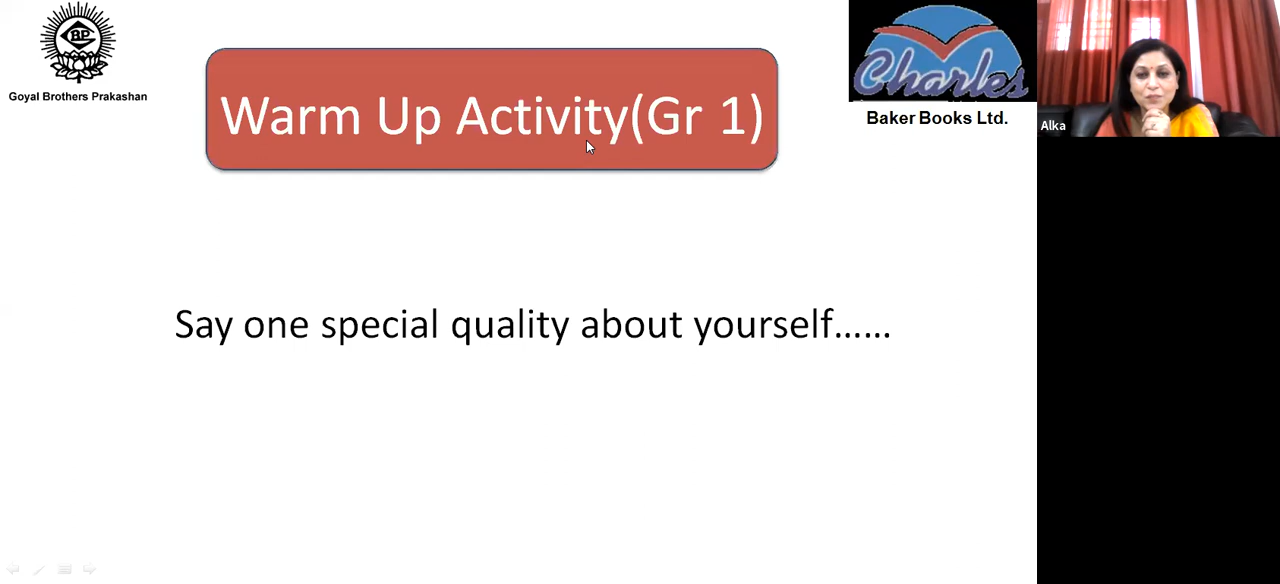 GBP
Goyal Brothers Prakashan
Warm Up Activity(Gr 1)
Charles
Baker Books Ltd.
Alka
Say one special quality about yourself......